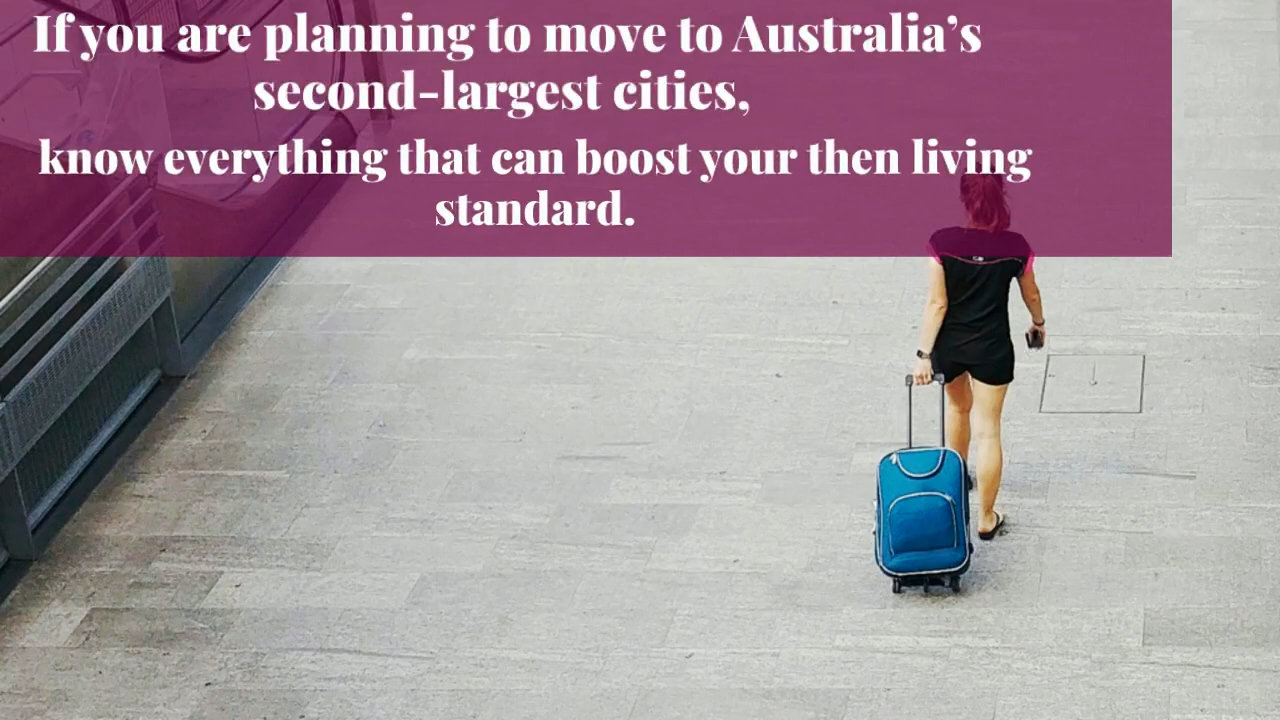 If you are planning to move to Australia’s
second-largest cities,
know everything that can boost your then living
standard.